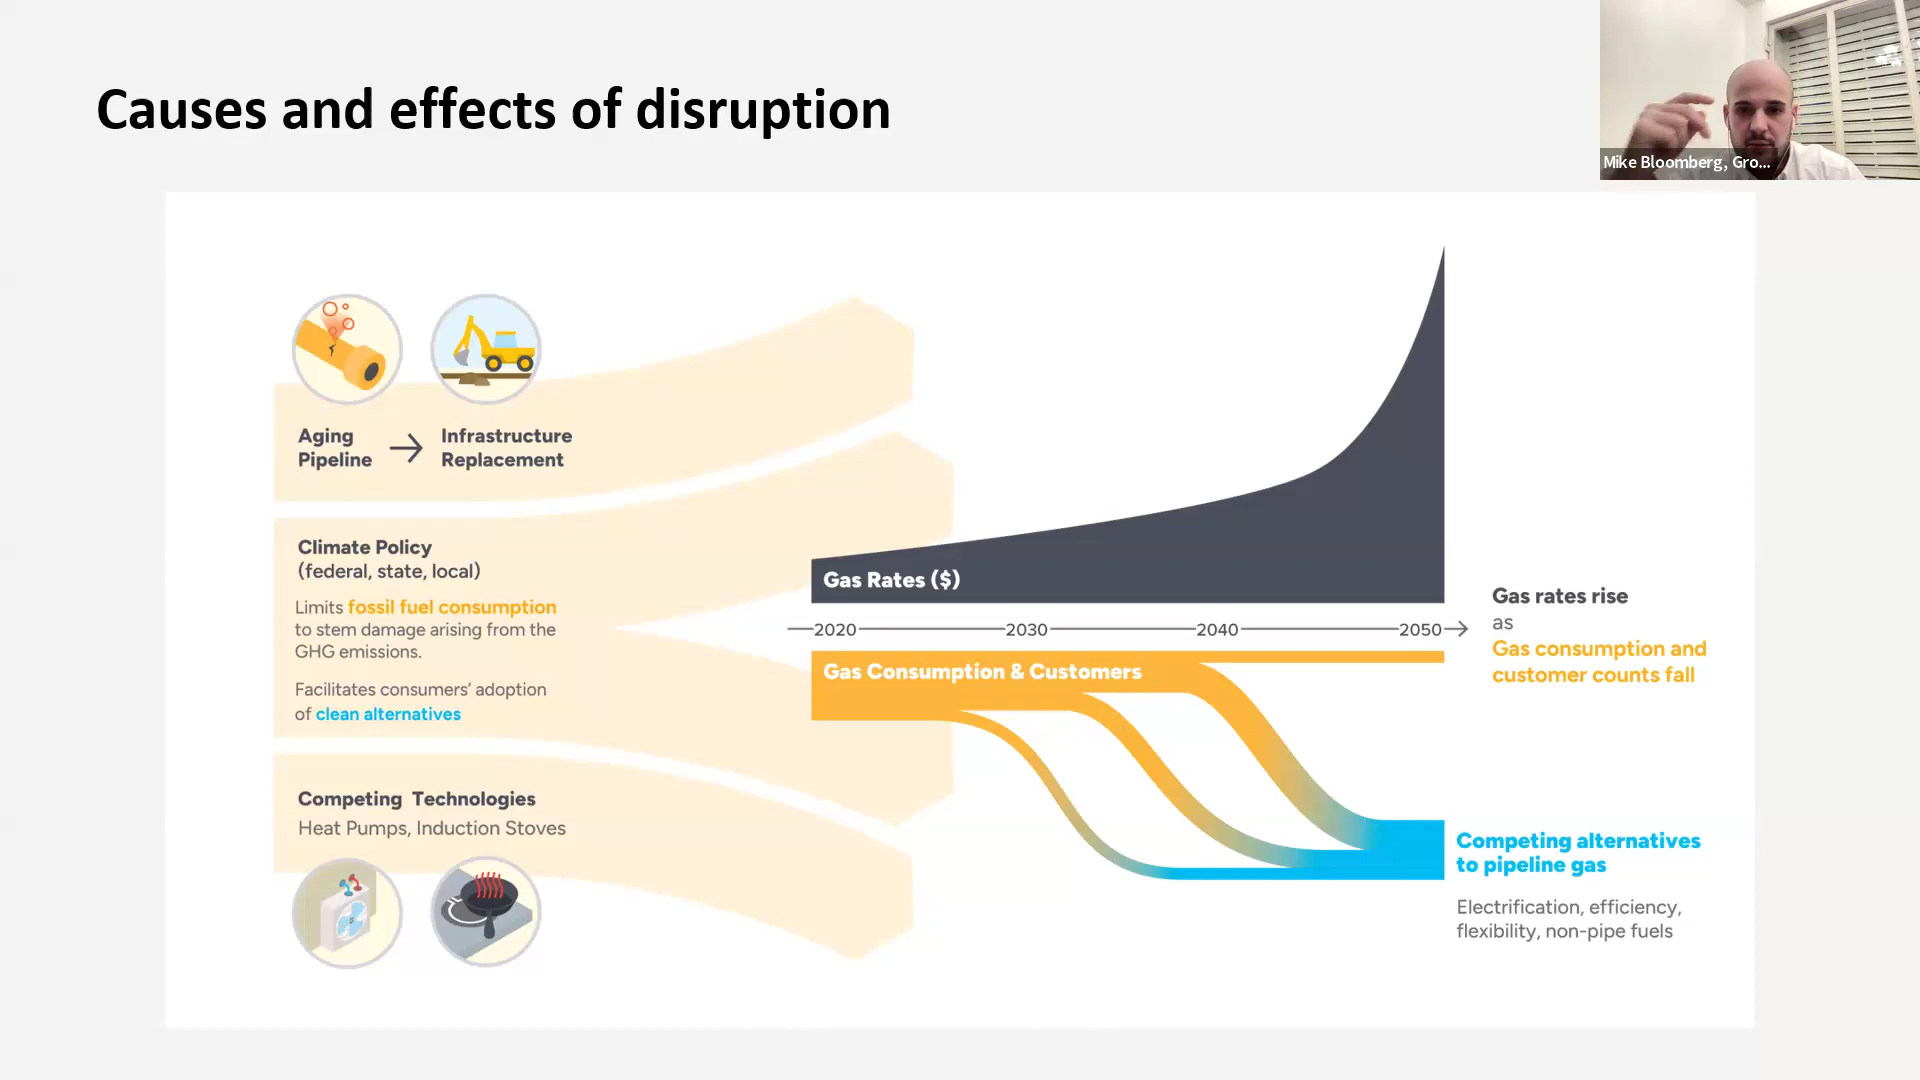 Causes and effects of disruption
Mike Bloomberg, Gro...
Aging
Pipeline
Infrastructure
Replacement
Climate Policy
(federal, state, local)
Limits fossil fuel consumption
to stem damage arising from the
GHG emissions.
Facilitates consumers’ adoption
of clean alternatives
Competing Technologies
Heat Pumps, Induction Stoves
Gas Rates ($)
2020 2030 2040 2050
Gas Consumption & Customers
Gas rates rise
as
Gas consumption and
customer counts fall
Competing alternatives
to pipeline gas
Electrification, efficiency,
flexibility, non-pipe fuels